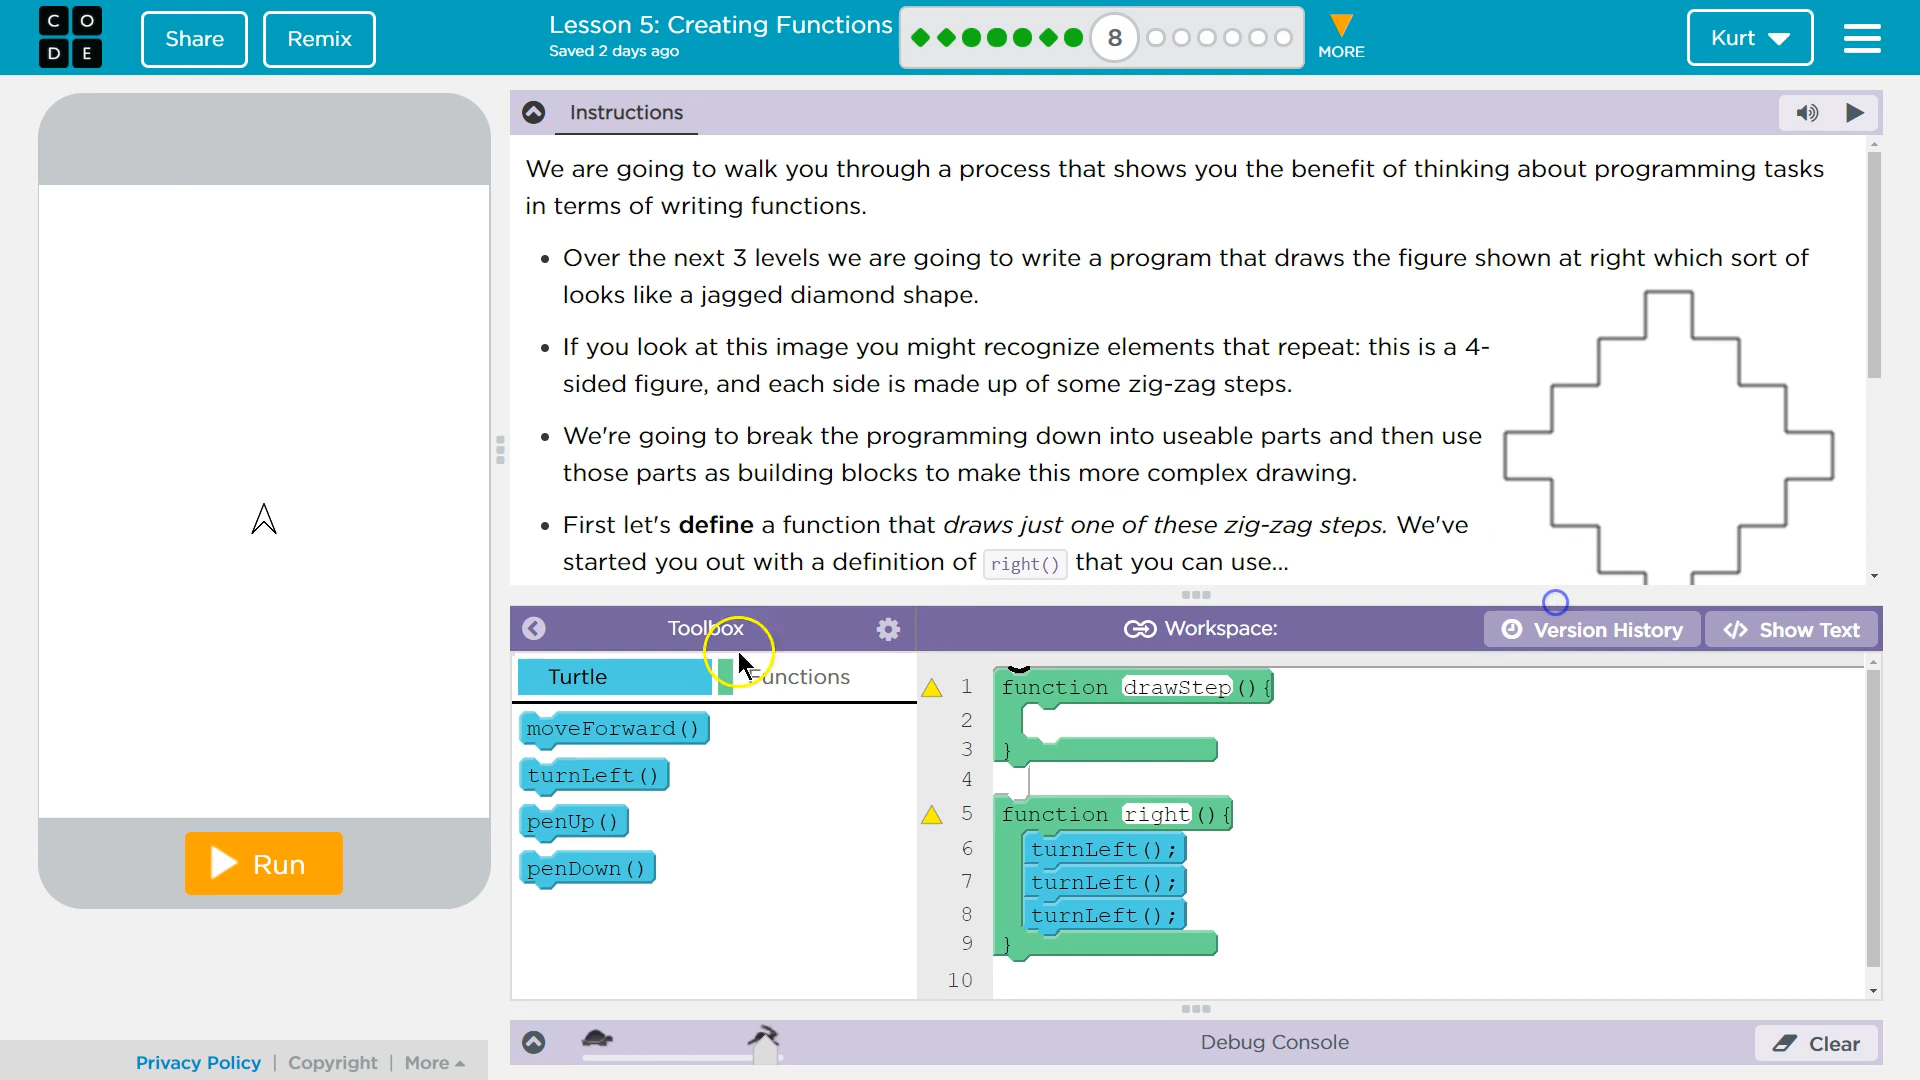 C O
D E
Share
Remix
Lesson 5: Creating Functions
Saved 2 days ago
8
MORE
Kurt
Instructions
We are going to walk you through a process that shows you the benefit of thinking about programming tasks
in terms of writing functions.
• Over the next 3 levels we are going to write a program that draws the figure shown at right which sort of
looks like a jagged diamond shape.
• If you look at this image you might recognize elements that repeat: this is a 4-
sided figure, and each side is made up of some zig-zag steps.
• We're going to break the programming down into useable parts and then use
those parts as building blocks to make this more complex drawing.
• First let's define a function that draws just one of these zig-zag steps. We've
started you out with a definition of right() that you can use...
Run
Toolbox
Turtle
Functions
moveForward()
turnLeft()
penUp()
penDown()
Workspace:
Version History
</> Show Text
1 function drawStep(){
2
3 }
4
5 function right(){
6 turnLeft();
7 turnLeft();
8 turnLeft();
9 }
10
Debug Console
Clear
Privacy Policy | Copyright | More